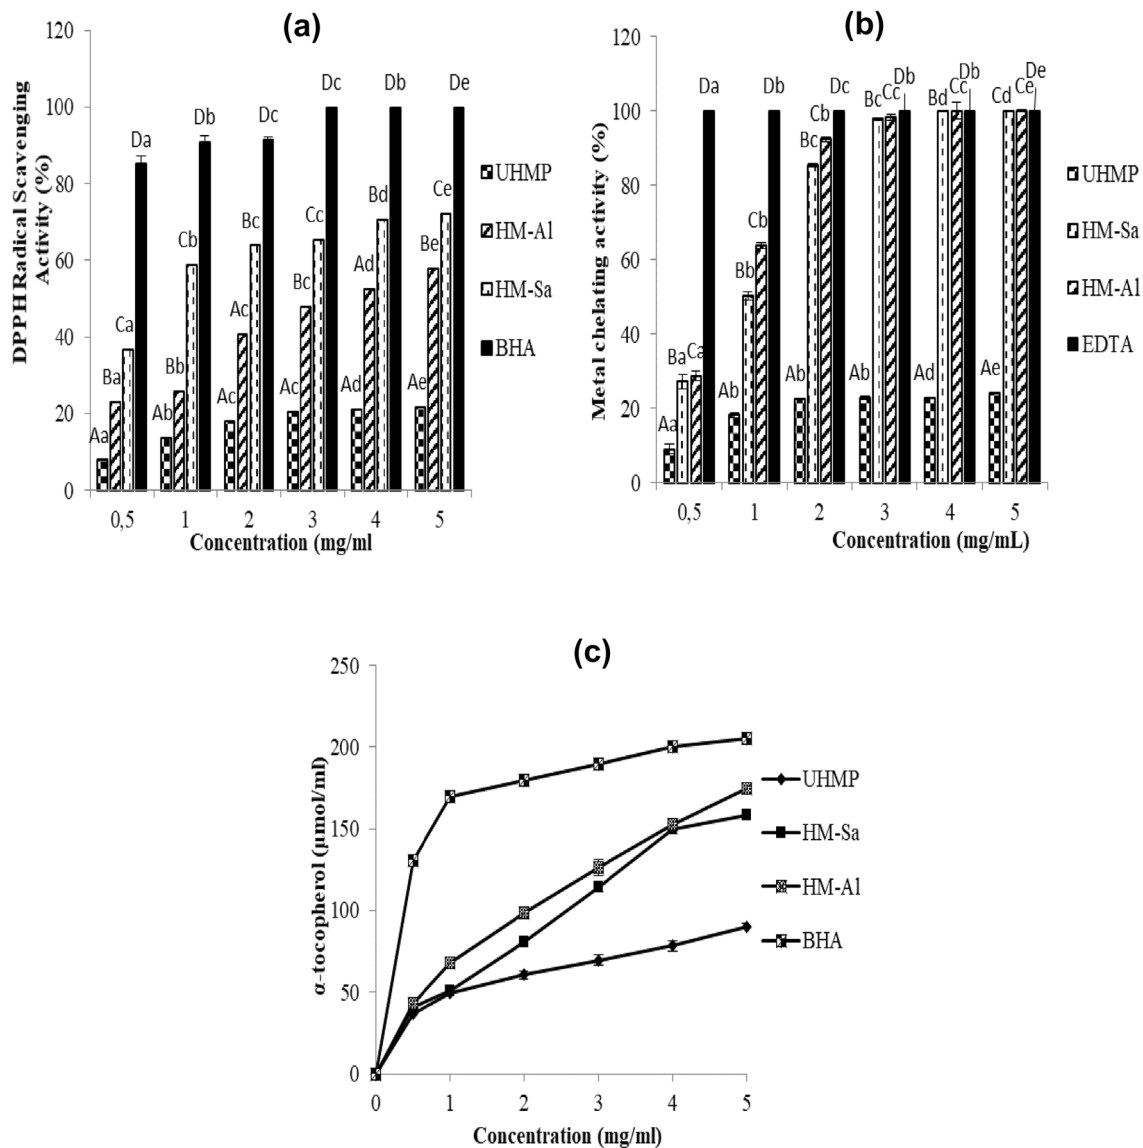 (a)
120
100
80
60
40
20
0
DPPH Radical Scavenging
Activity (%)
Aa Ba Ca Da
Ab Bb Cb Db
Ac Ac Bc Dc
Ac Bc Cc Dc
Ad Ad Bd Db
Ae Be Ce De
0,5 1 2 3 4 5
Concentration (mg/ml
UHMP
HM-Al
HM-Sa
BHA
(b)
120
100
80
60
40
20
0
Metal chelating activity (%)
Aa Ba Ca Da
Ab Bb Cb Db
Ab Bc Cb Dc
Ab Bc Cc Db
Ad Bd Cc Db
Ae Cd Ce De
0,5 1 2 3 4 5
Concentration (mg/mL)
UHMP
HM-Sa
HM-Al
EDTA
(c)
250
200
150
100
50
0
α-tocopherol (µmol/ml)
0 1 2 3 4 5
Concentration (mg/ml)
UHMP
HM-Sa
HM-Al
BHA